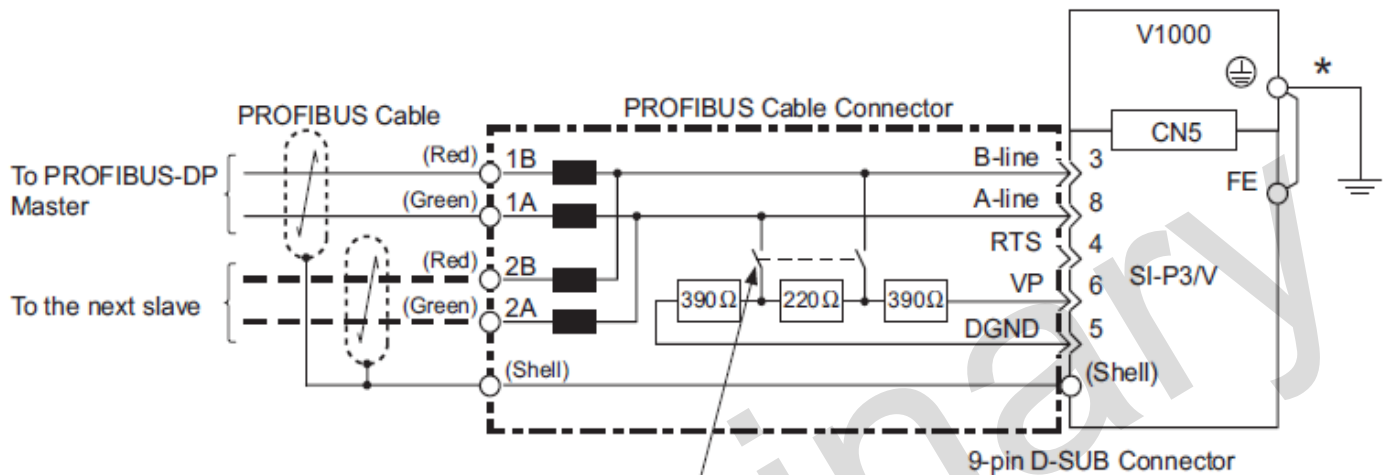 V1000
*
PROFIBUS Cable
PROFIBUS Cable Connector
CN5
(Red) 1B
B-line 3
To PROFIBUS-DP
Master
FE
(Green) 1A
A-line 8
RTS 4
(Red) 2B
VP 6
SI-P3/V
To the next slave
(Green) 2A
390Ω 220Ω 390Ω
DGND 5
(Shell)
(Shell)
9-pin D-SUB Connector